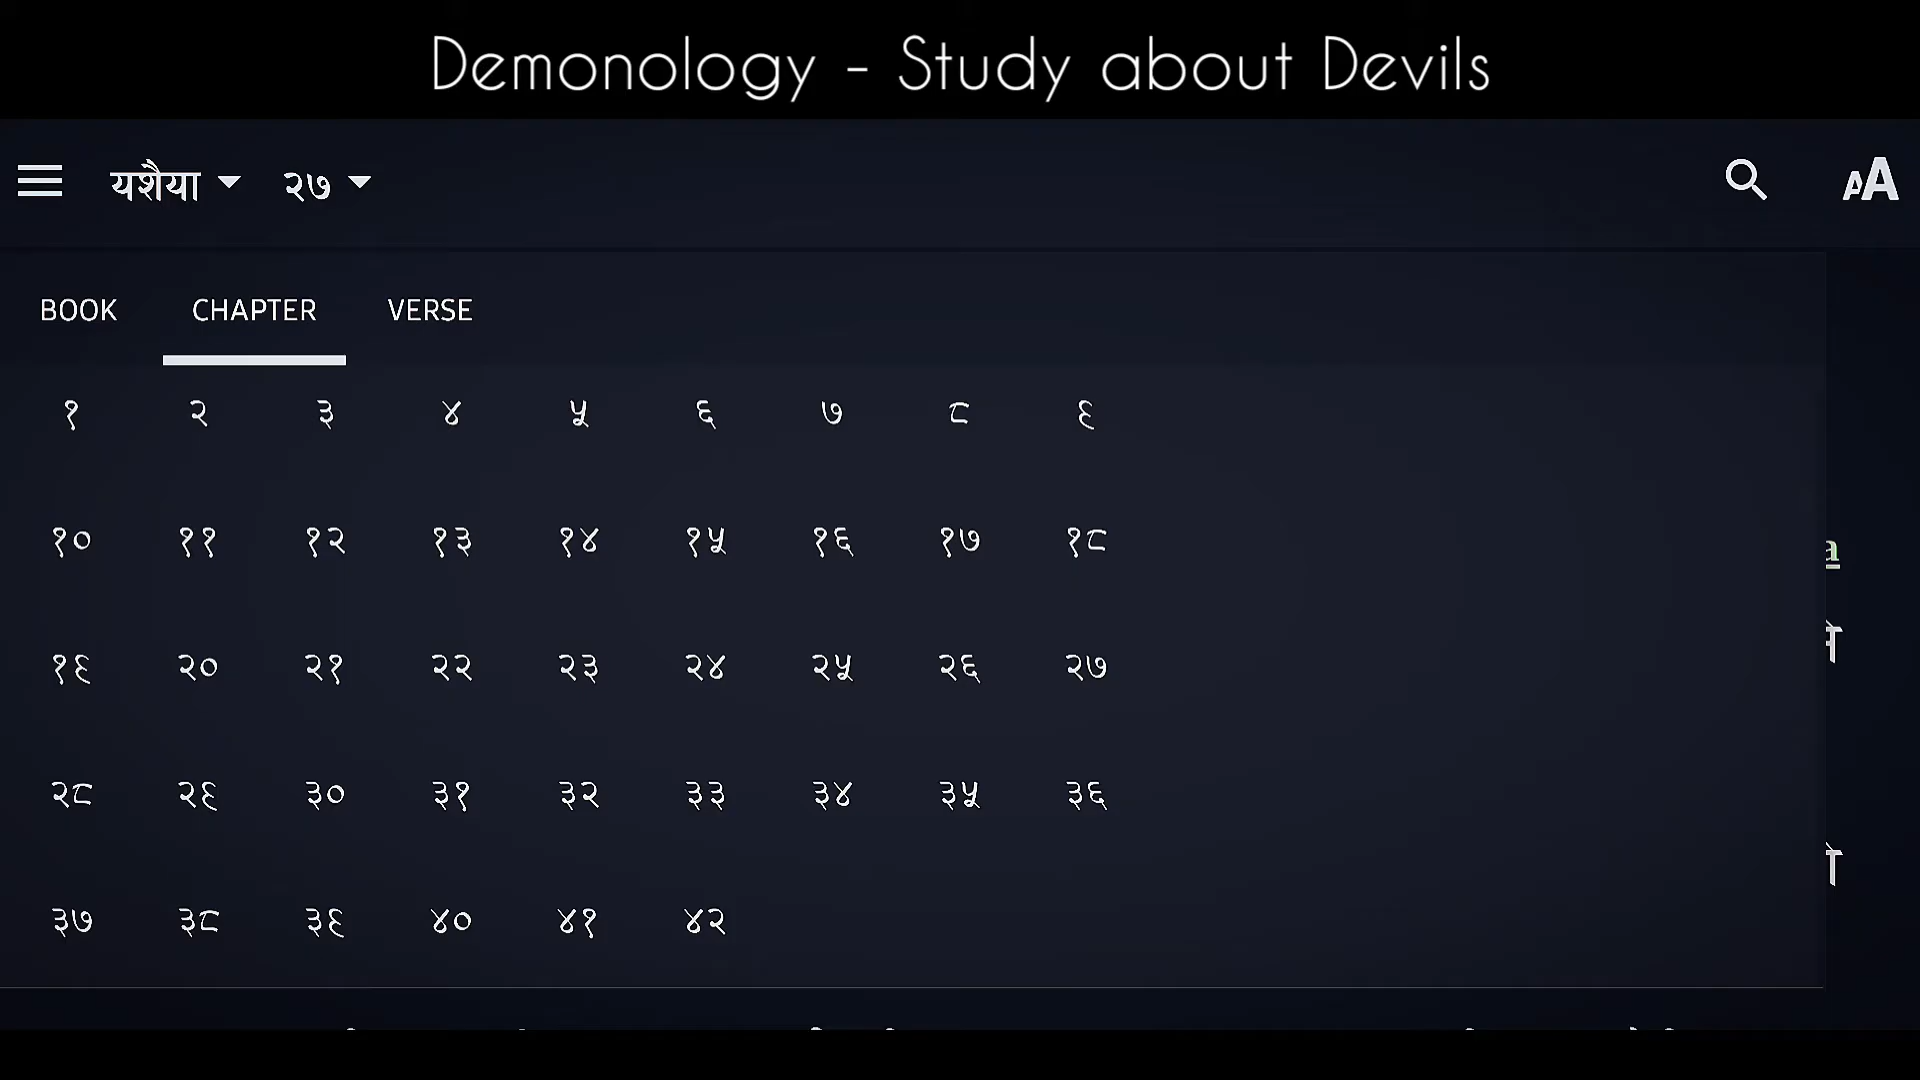 Demonology - Study about Devils
यशैया २७
BOOK CHAPTER VERSE
१ २ ३ ४ ५ ६ ७ ८ ९
१० ११ १२ १३ १४ १५ १६ १७ १८
१९ २० २१ २२ २३ २४ २५ २६ २७
२८ २९ ३० ३१ ३२ ३३ ३४ ३५ ३६
३७ ३८ ३९ ४० ४१ ४२